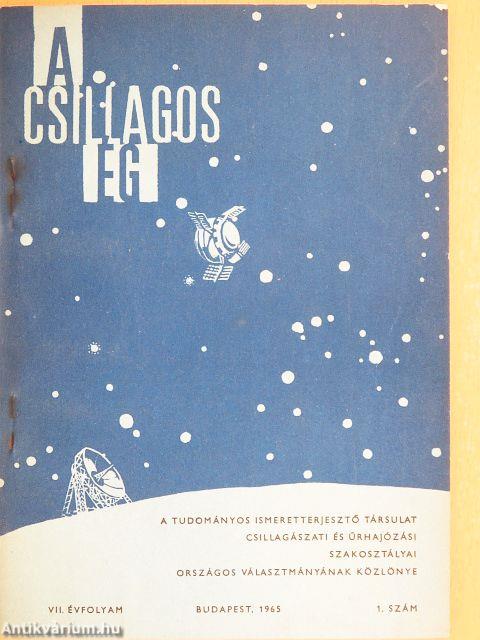 A
CSILLAGOS
ÉG
A TUDOMÁNYOS ISMERETTERJESZTŐ TÁRSULAT
CSILLAGÁSZATI ÉS ŰRHAJÓZÁSI
SZAKOSZTÁLYAI
ORSZÁGOS VÁLASZTMÁNYÁNAK KÖZLÖNYE
VII. ÉVFOLYAM BUDAPEST, 1965 1. SZÁM
Antikvárium.hu